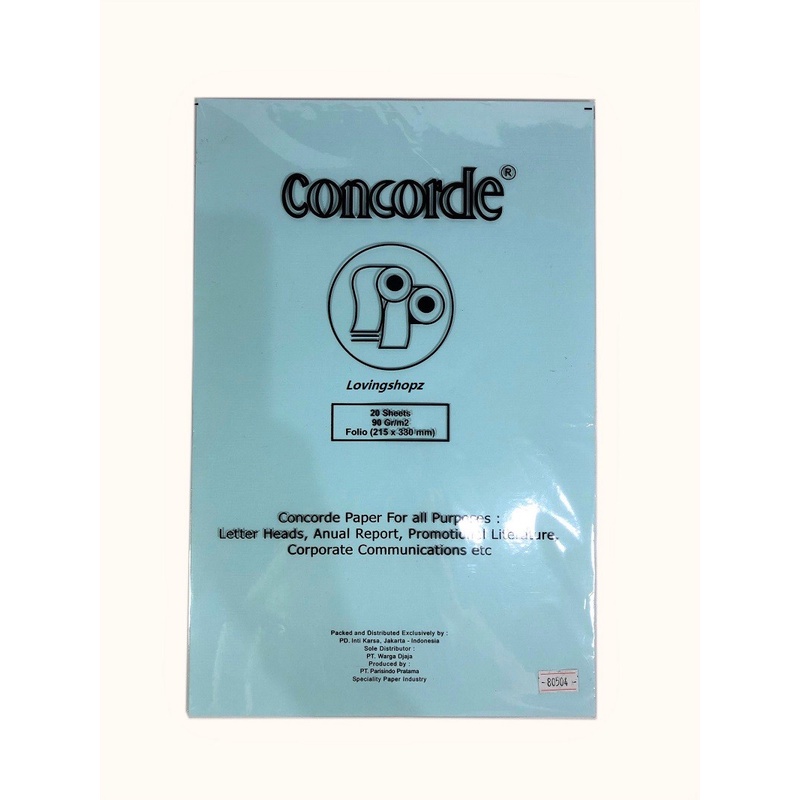 Concorde®
Lovingshopz
20 Sheets
90 Gr/m2
Folio (215 x 330 mm)
Concorde Paper For all Purposes :
Letter Heads, Anual Report, Promotional Literature.
Corporate Communications etc
Packed and Distributed Exclusively by :
PD. Inti Karsa, Jakarta - Indonesia
Sole Distributor :
PT. Warga Djaja
Produced by :
PT. Parisindo Pratama
Speciality Paper Industry
- 80504 -